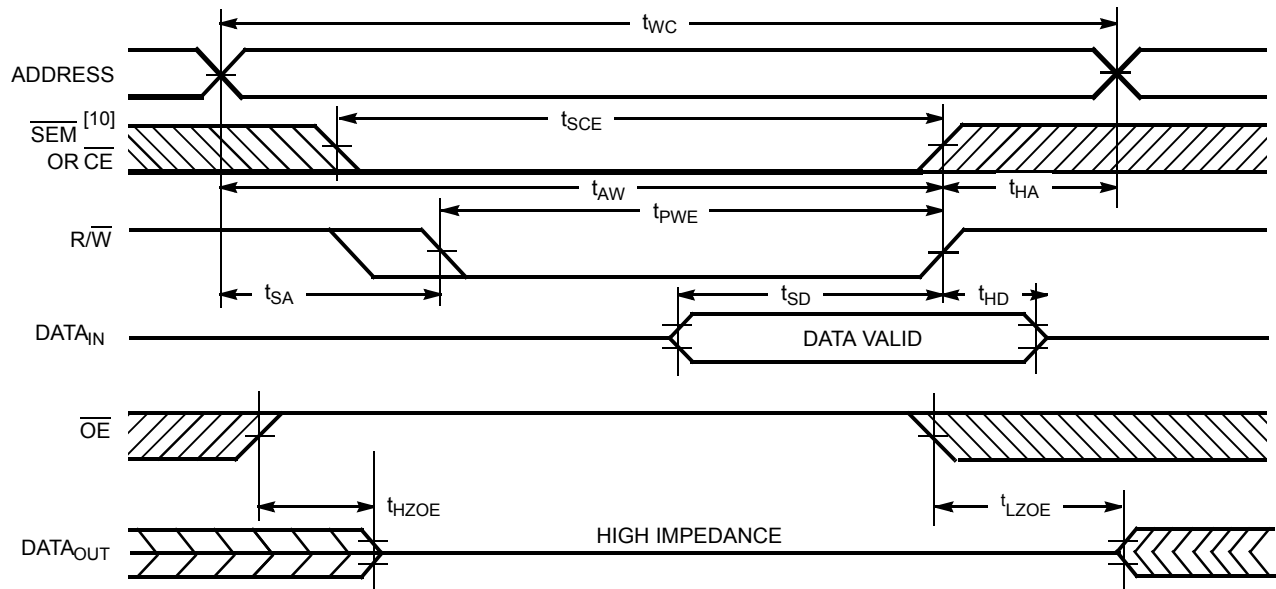 tWC
ADDRESS
SEM [10]
OR CE
tSCE
tAW
tHA
tPWE
R/W
tSA
tSD
tHD
DATAIN
DATA VALID
OE
tHZOE
tLZOE
HIGH IMPEDANCE
DATAOUT